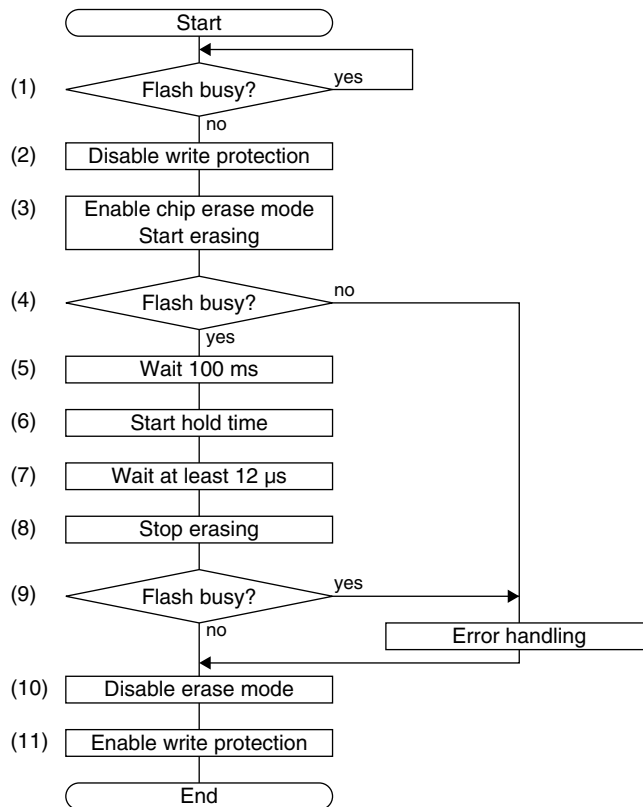 Start
(1) Flash busy? yes
no
(2) Disable write protection
(3) Enable chip erase mode
Start erasing
(4) Flash busy? no
yes
(5) Wait 100 ms
(6) Start hold time
(7) Wait at least 12 µs
(8) Stop erasing
(9) Flash busy? yes
no
Error handling
(10) Disable erase mode
(11) Enable write protection
End